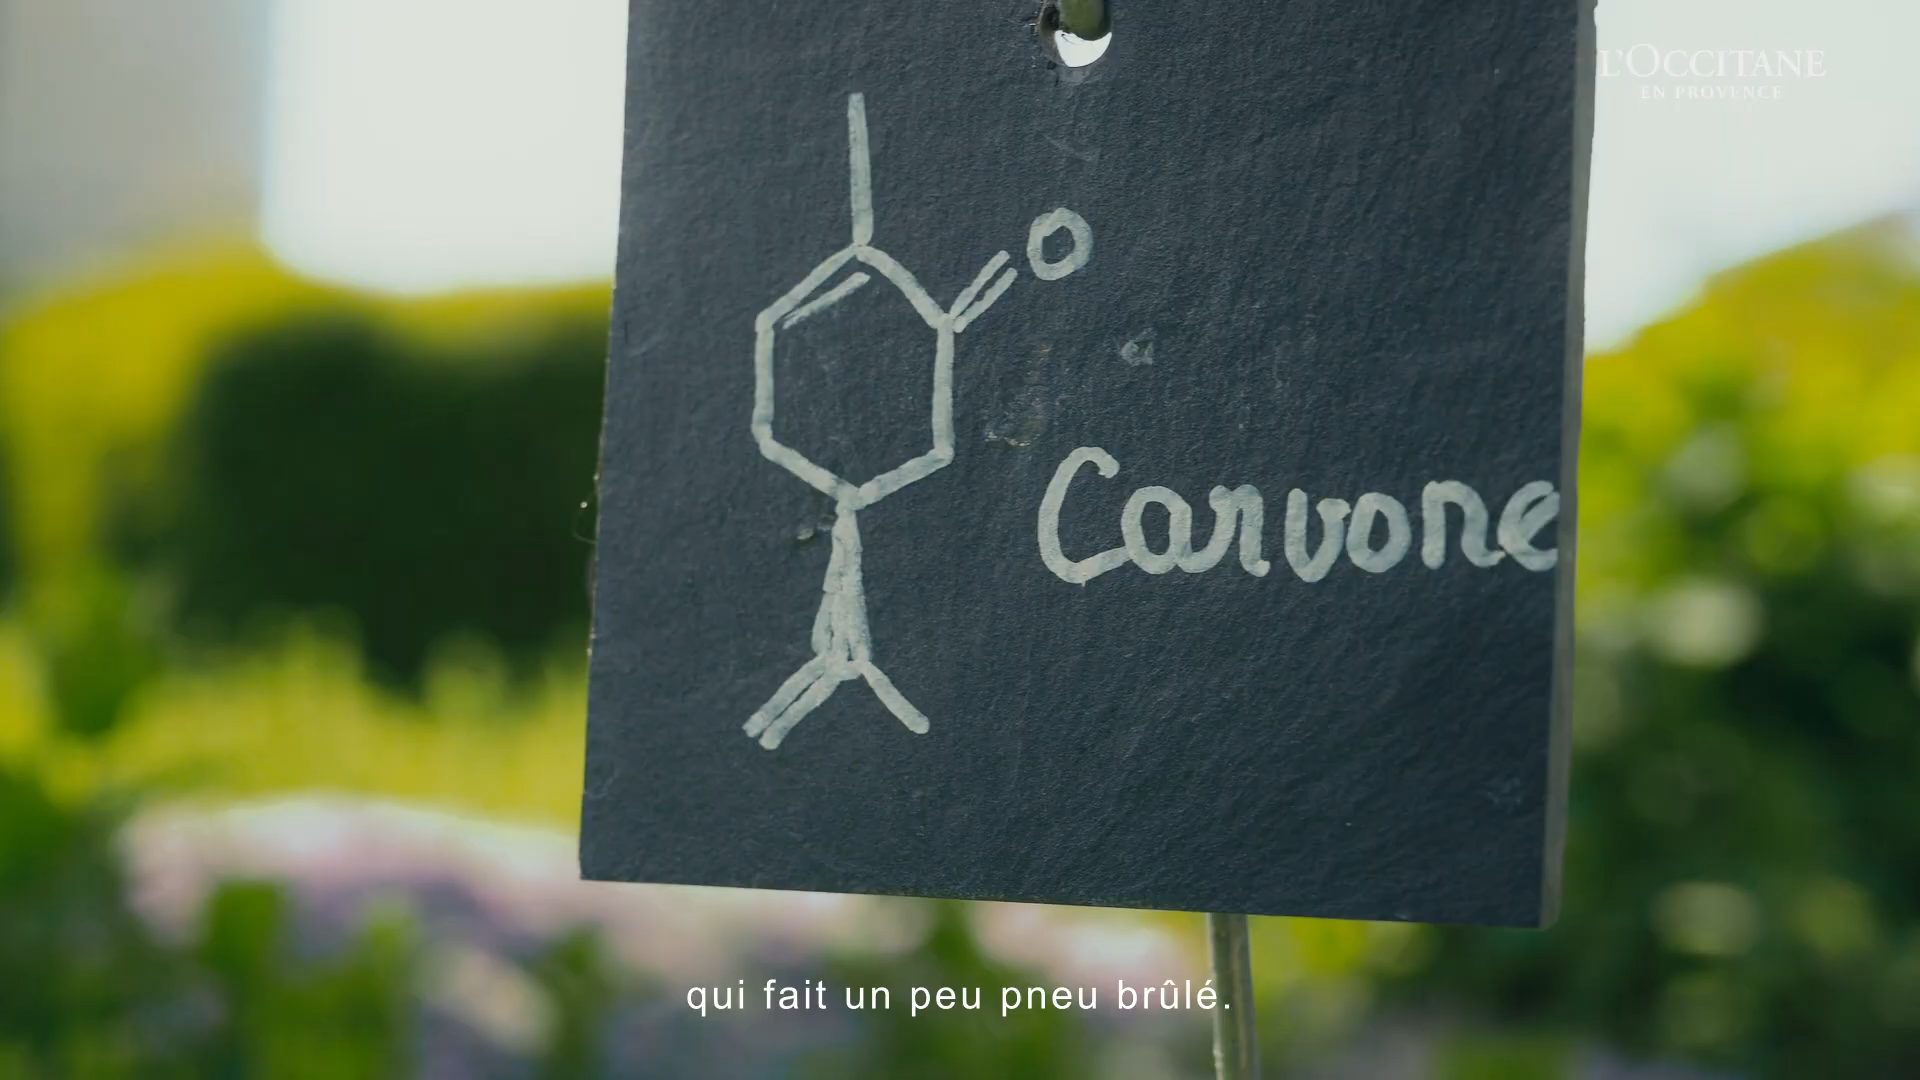 L'OCCITANE
EN PROVENCE
O
Carvone
qui fait un peu pneu brûlé.